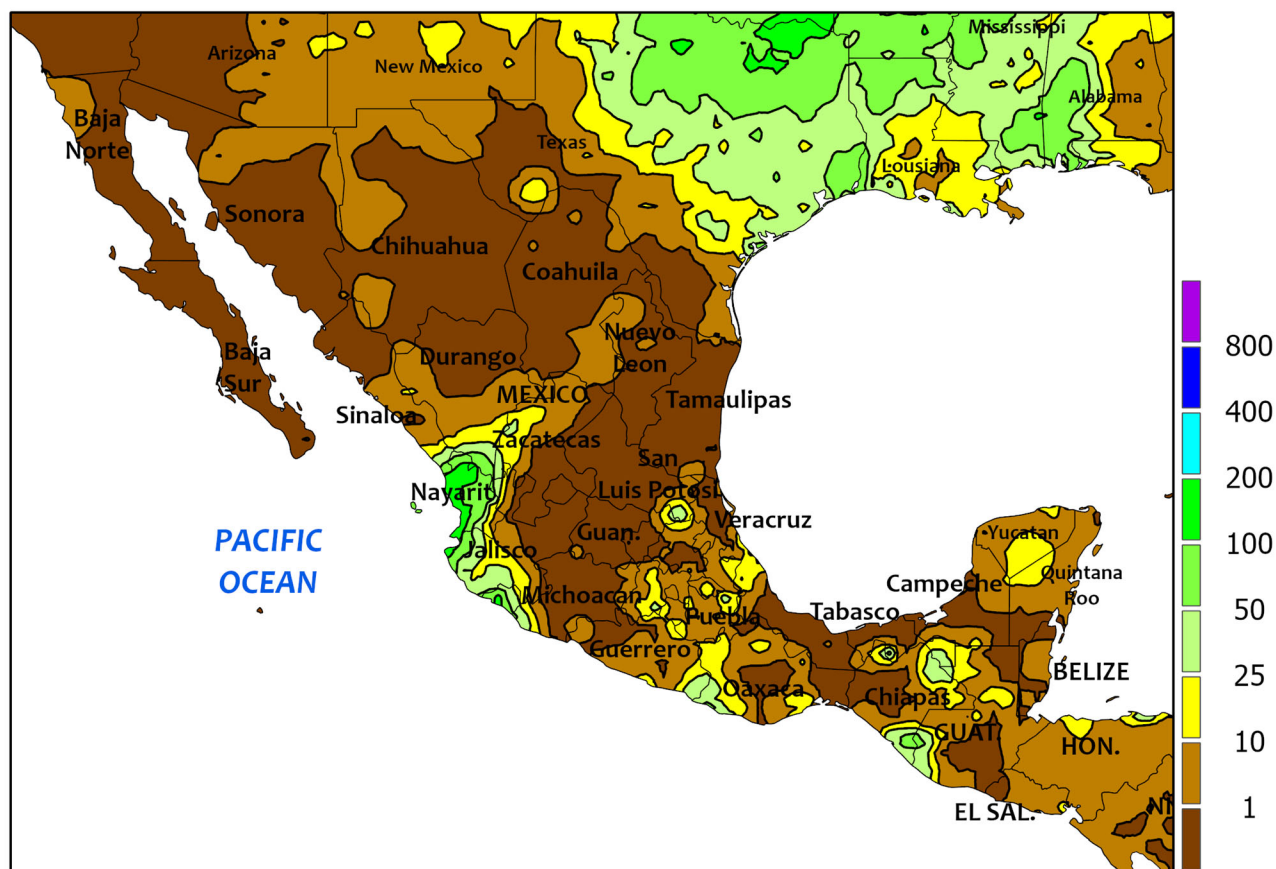 Mississippi
Arizona
New Mexico
Alabama
Baja
Norte
Texas
Lousiana
Sonora
Chihuahua
Coahuila
Nuevo
Leon
Durango
Baja
Sur
MEXICO
Tamaulipas
Sinaloa
Zacatecas
San
Luis Potosi
Nayarit
Veracruz
Guan.
Jalisco
Yucatan
PACIFIC
OCEAN
Quintana
Roo
Campeche
Michoacan
Tabasco
Puebla
Guerrero
BELIZE
Oaxaca
Chiapas
GUAT.
HON.
EL SAL.
NI
800
400
200
100
50
25
10
1